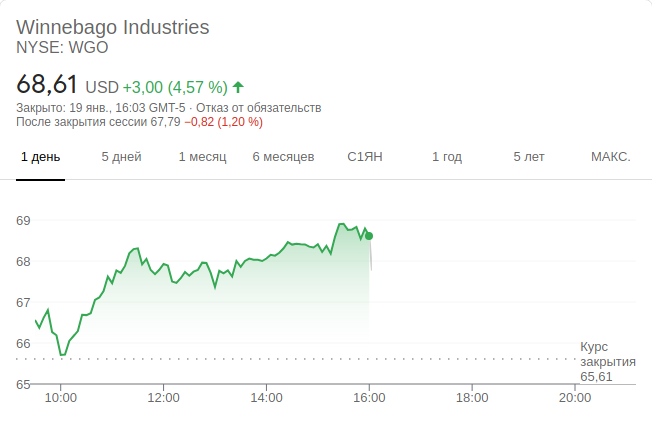 Winnebago Industries
NYSE: WGO
68,61 USD +3,00 (4,57 %)
Закрыто: 19 янв., 16:03 GMT-5 · Отказ от обязательств
После закрытия сессии 67,79 −0,82 (1,20 %)
1 день 5 дней 1 месяц 6 месяцев С1ЯН 1 год 5 лет МАКС.
69
68
67
66
Курс
закрытия
65,61
65
10:00 12:00 14:00 16:00 18:00 20:00